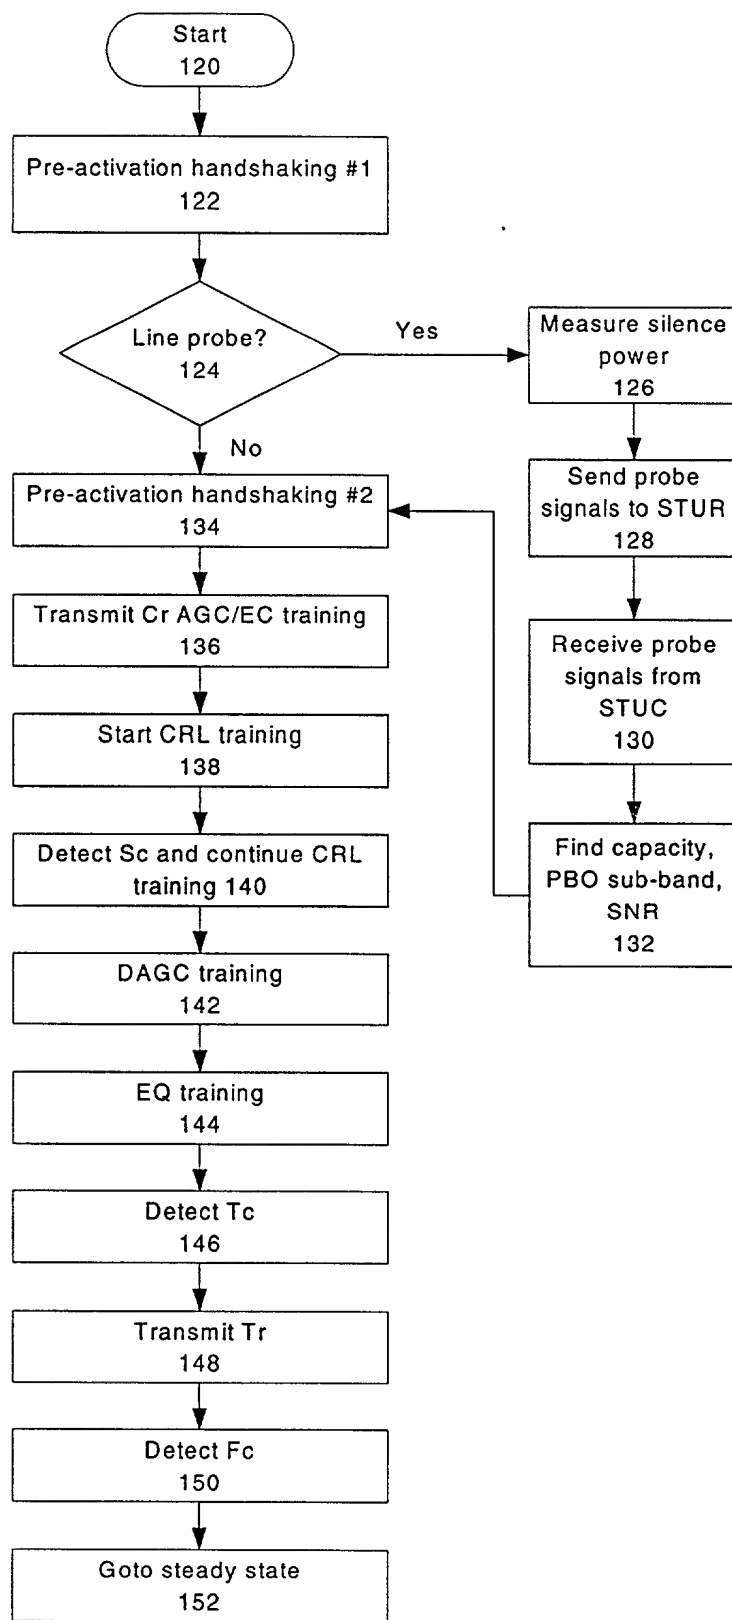 Start
120
Pre-activation handshaking #1
122
Line probe?
124
Yes
No
Measure silence
power
126
Send probe
signals to STUR
128
Receive probe
signals from
STUC
130
Find capacity,
PBO sub-band,
SNR
132
Pre-activation handshaking #2
134
Transmit Cr AGC/EC training
136
Start CRL training
138
Detect Sc and continue CRL
training 140
DAGC training
142
EQ training
144
Detect Tc
146
Transmit Tr
148
Detect Fc
150
Goto steady state
152